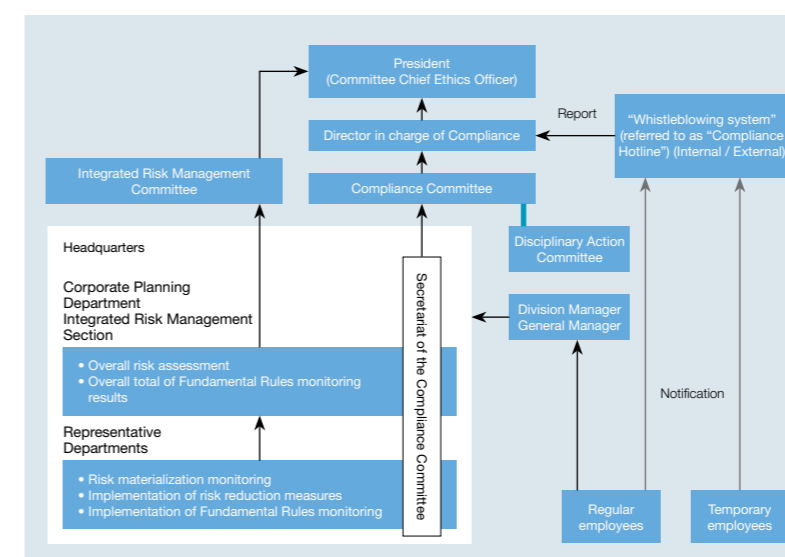 President
(Committee Chief Ethics Officer)
Report
"Whistleblowing system"
(referred to as "Compliance
Hotline") (Internal / External)
Director in charge of Compliance
Integrated Risk Management
Committee
Compliance Committee
Disciplinary Action
Committee
Headquarters
Corporate Planning
Department
Integrated Risk Management
Section
• Overall risk assessment
• Overall total of Fundamental Rules monitoring
results
Secretariat of the Compliance Committee
Division Manager
General Manager
Notification
Representative
Departments
• Risk materialization monitoring
• Implementation of risk reduction measures
• Implementation of Fundamental Rules monitoring
Regular
employees
Temporary
employees